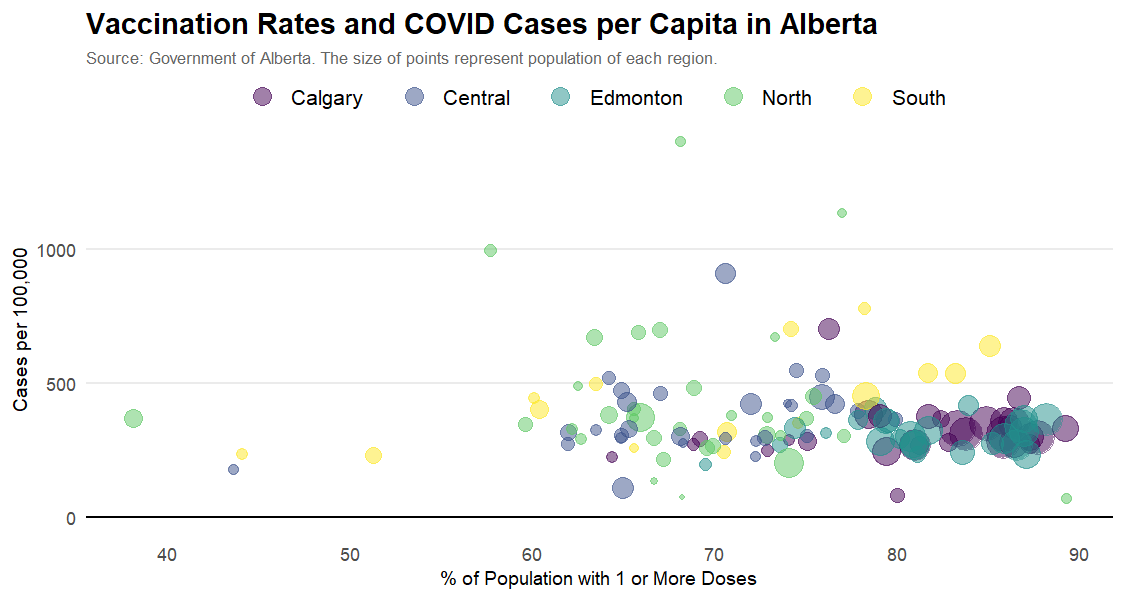 Vaccination Rates and COVID Cases per Capita in Alberta
Source: Government of Alberta. The size of points represent population of each region.
Calgary Central Edmonton North South
Cases per 100,000
1000
500
0
40 50 60 70 80 90
% of Population with 1 or More Doses